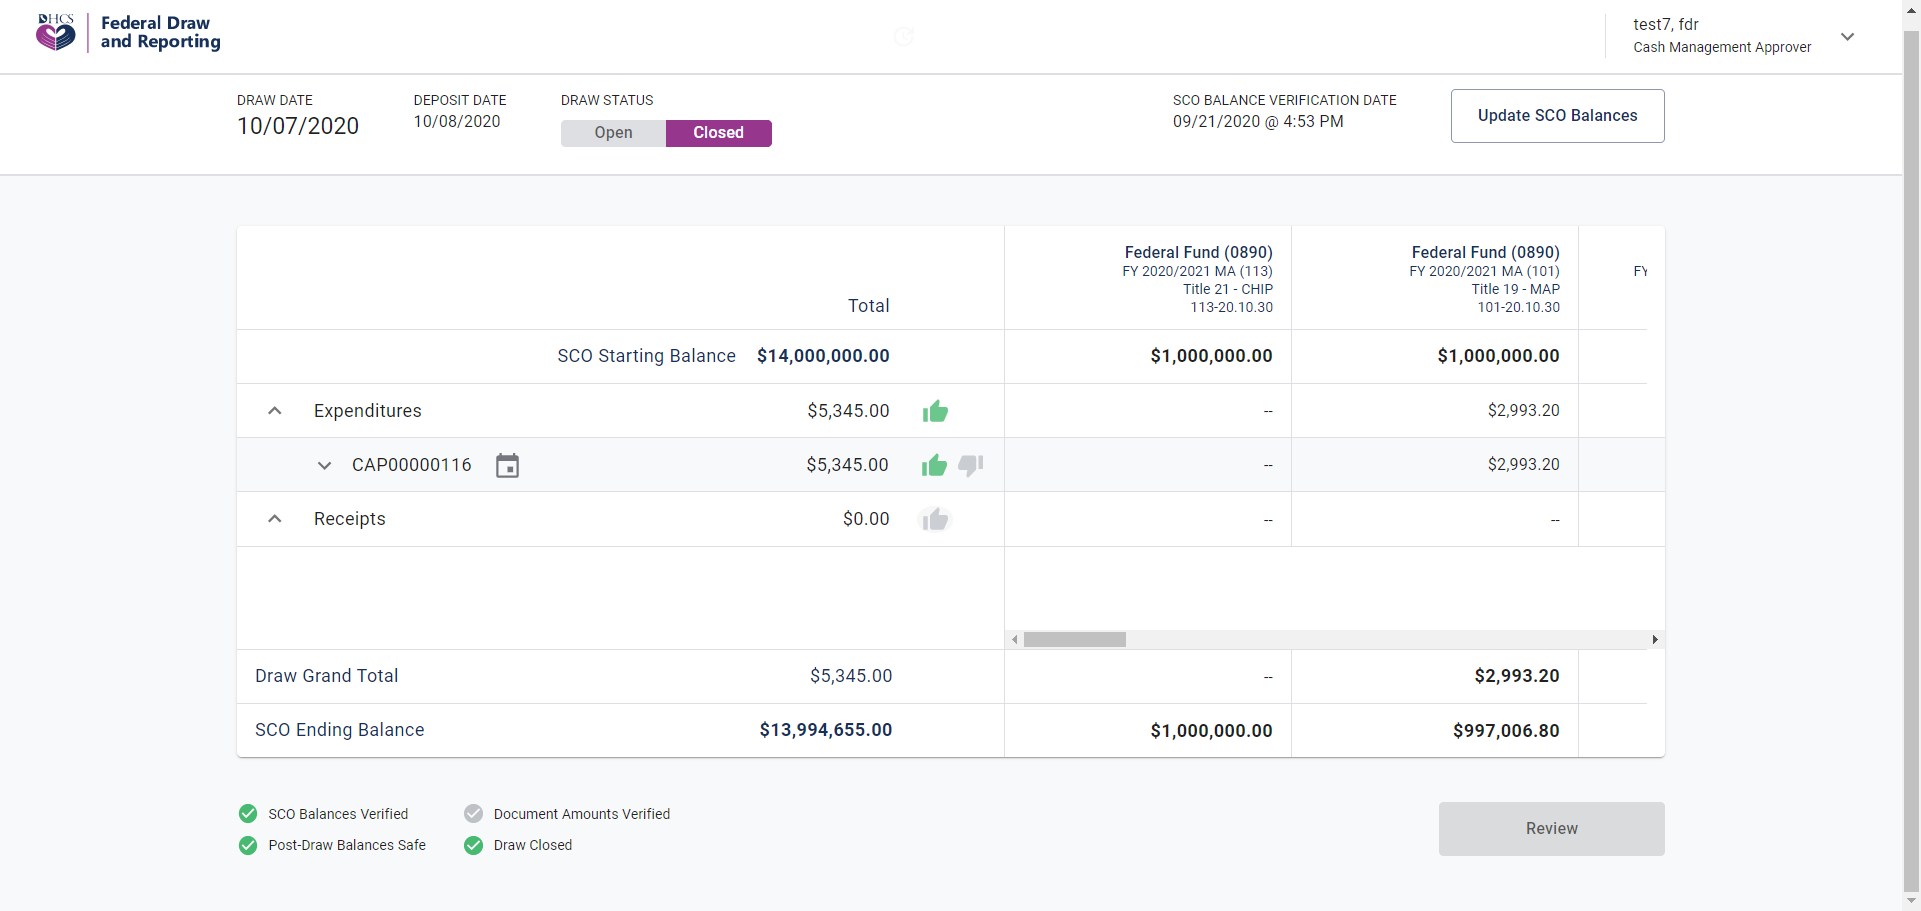 DHCS
Federal Draw
and Reporting
test7, fdr
Cash Management Approver
DRAW DATE
10/07/2020
DEPOSIT DATE
10/08/2020
DRAW STATUS
Open
Closed
SCO BALANCE VERIFICATION DATE
09/21/2020 @ 4:53 PM
Update SCO Balances
Total
Federal Fund (0890)
FY 2020/2021 MA (113)
Title 21 - CHIP
113-20.10.30
Federal Fund (0890)
FY 2020/2021 MA (101)
Title 19 - MAP
101-20.10.30
FY
SCO Starting Balance $14,000,000.00 $1,000,000.00 $1,000,000.00
Expenditures $5,345.00 -- $2,993.20
CAP00000116 $5,345.00 -- $2,993.20
Receipts $0.00 -- --
Draw Grand Total $5,345.00 -- $2,993.20
SCO Ending Balance $13,994,655.00 $1,000,000.00 $997,006.80
SCO Balances Verified
Document Amounts Verified
Post-Draw Balances Safe
Draw Closed
Review